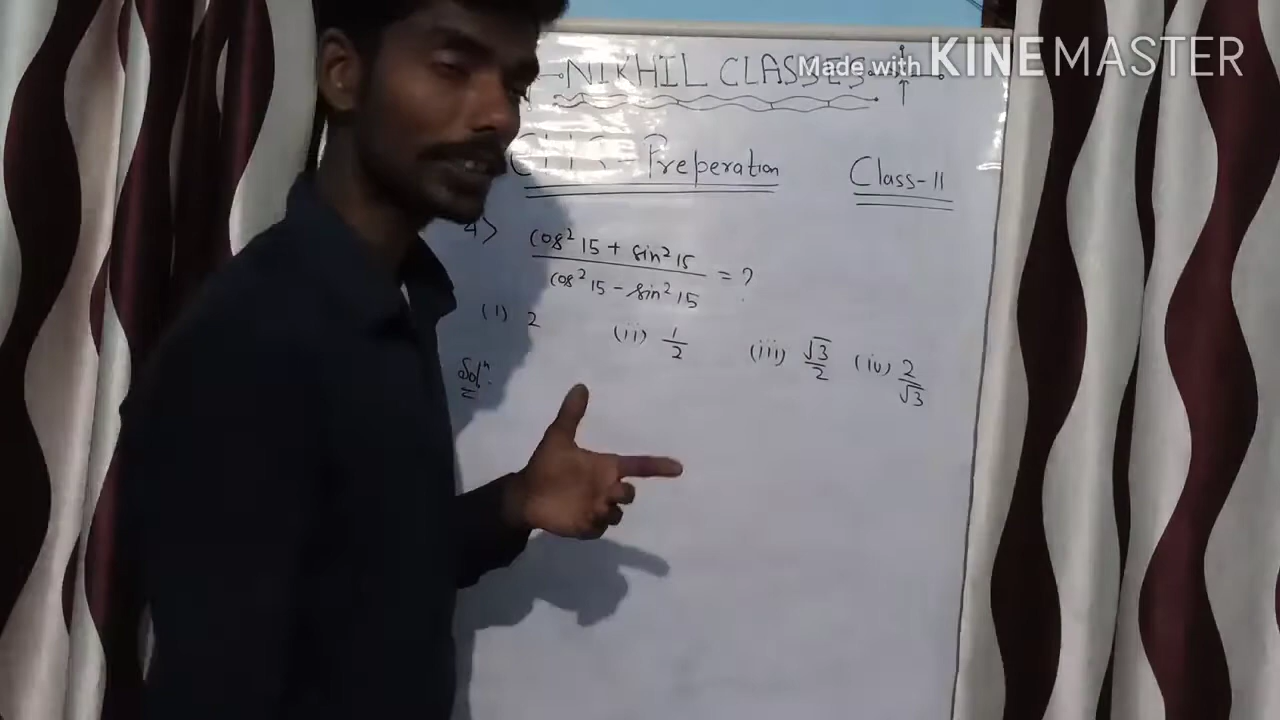 NIKHIL CLASSES
Made with KINEMASTER
Preperation
Class-11
4> cos² 15 + sin² 15 / cos² 15 - sin² 15 = ?
(i) 2 (ii) 1/2 (iii) √3/2 (iv) 2/√3
Solⁿ: